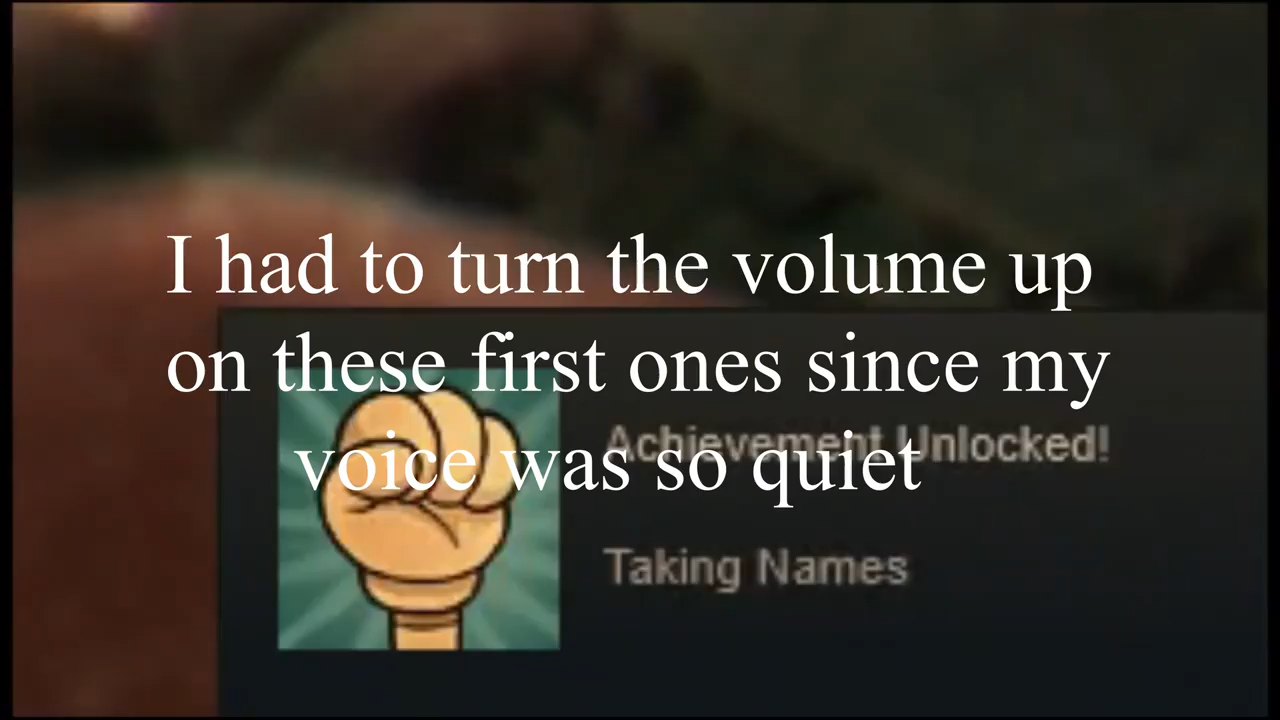 I had to turn the volume up
on these first ones since my
voice was so quiet
Achievement Unlocked!
Taking Names